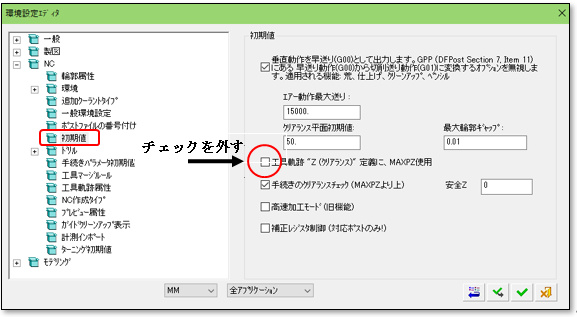 環境設定エディタ
一般
製図
NC
輪郭属性
環境
追加クーラントタイプ
一般環境設定
ポストファイルの番号付け
初期値
ドリル
手続きパラメータ初期値
工具マージルール
工具軌跡属性
NC作成タイプ
プレビュー属性
ガイドクリーンアップ表示
計測インポート
ターニング初期値
モデリング
チェックを外す
初期値
垂直動作を早送り(G00)として出力します。GPP (DFPost Section 7, Item 11)
にある 早送り動作(G00)から切削送り動作(G01)に変換するオプションを無視しま
す。適用される機能: 荒、仕上げ、クリーンアップ、ペンシル
エアー動作最大送り :
15000.
クリアランス平面初期値:
50.
最大輪郭ギャップ:
0.01
工具軌跡 "Z (クリアランス)" 定義に、MAXPZ使用
手続きのクリアランスチェック (MAXPZより上)
安全Z
0
高速加工モード (旧機能)
補正レジスタ制御 (対応ポストのみ!)
MM
全アプリケーション